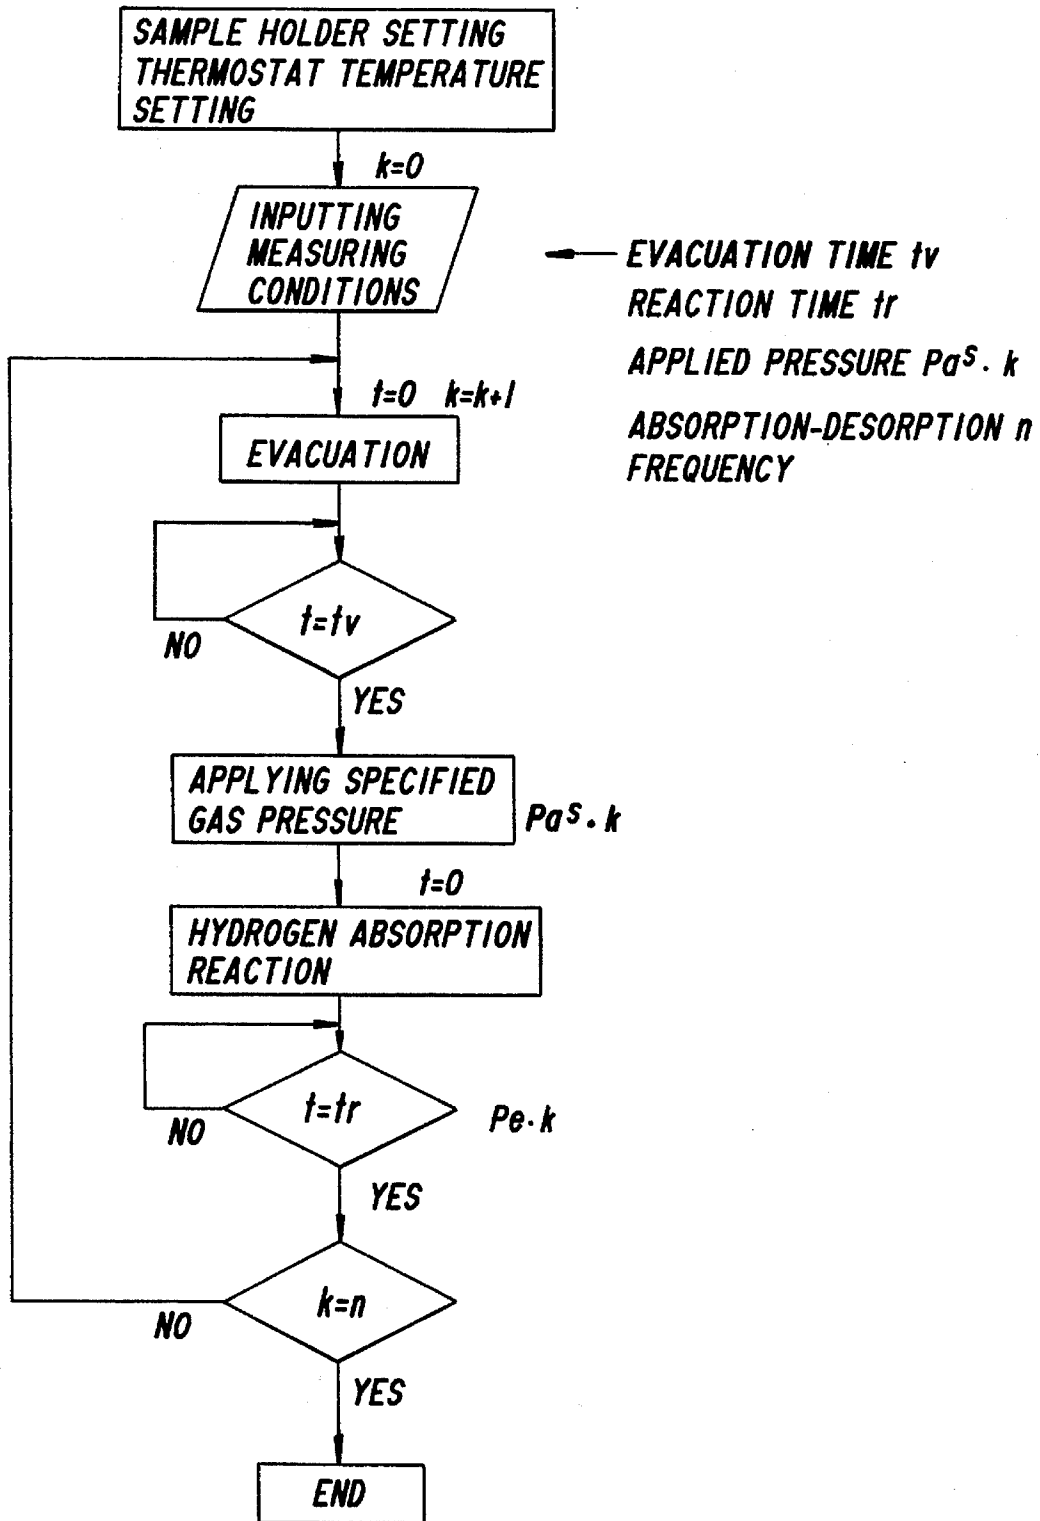 SAMPLE HOLDER SETTING
THERMOSTAT TEMPERATURE
SETTING
k=0
INPUTTING
MEASURING
CONDITIONS
EVACUATION TIME tv
REACTION TIME tr
APPLIED PRESSURE Pa^S· k
ABSORPTION-DESORPTION n
FREQUENCY
t=0 k=k+1
EVACUATION
t=tv
NO
YES
APPLYING SPECIFIED
GAS PRESSURE
Pa^S· k
t=0
HYDROGEN ABSORPTION
REACTION
t=tr
NO
Pe· k
YES
k=n
NO
YES
END